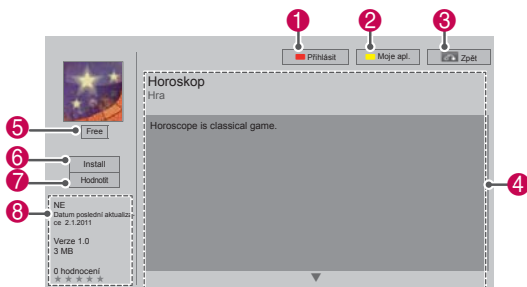 1
2
3
Přihlásit
Moje apl.
Zpět
Horoskop
Hra
Horoscope is classical game.
4
5
Free
6
Install
7
Hodnotit
8
NE
Datum poslední aktualiza
ce 2.1.2011
Verze 1.0
3 MB
0 hodnocení